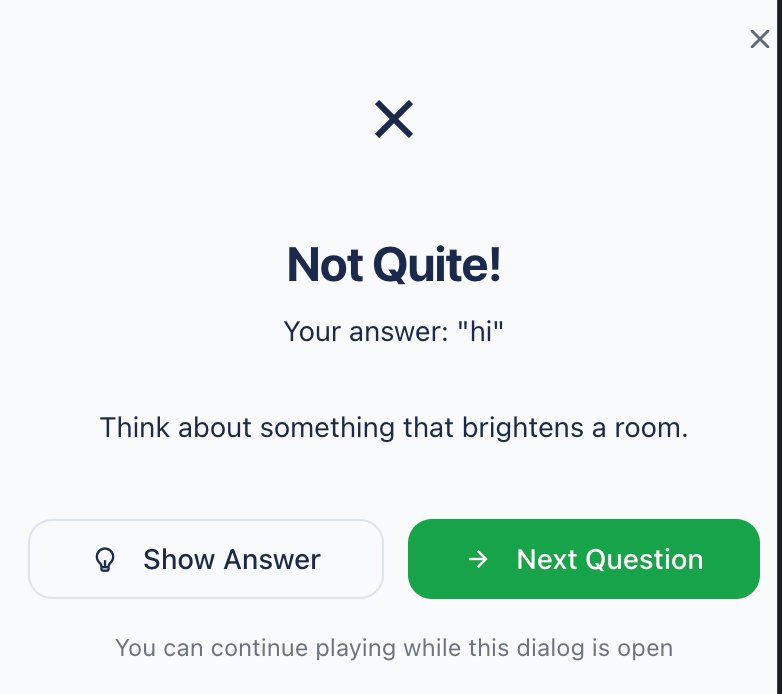 Not Quite!
Your answer: "hi"
Think about something that brightens a room.
Show Answer
Next Question
You can continue playing while this dialog is open